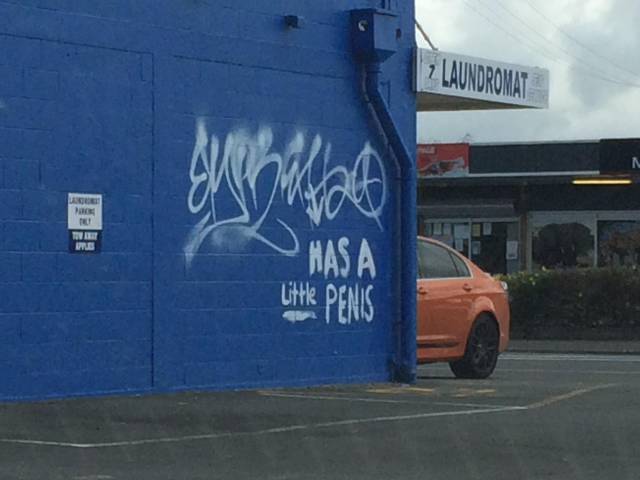 LAUNDROMAT
LAUNDROMAT
PARKING
ONLY
TOW AWAY
APPLIES
HAS A
Little PENIS